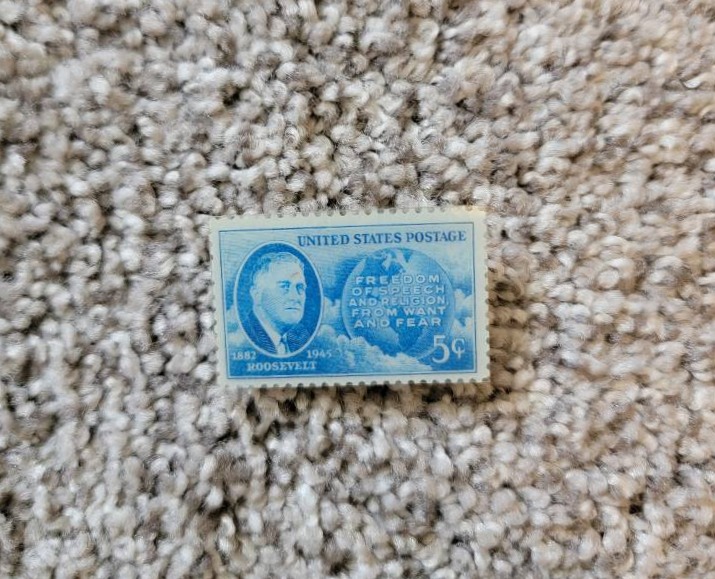 UNITED STATES POSTAGE
FREEDOM
OF SPEECH
AND RELIGION,
FROM WANT
AND FEAR
1882 1945
ROOSEVELT
5¢